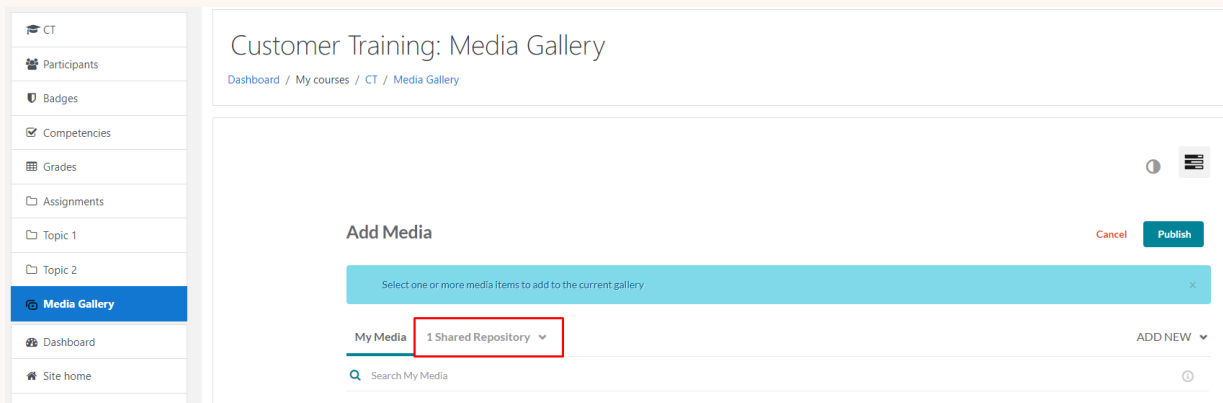 CT
Participants
Badges
Competencies
Grades
Assignments
Topic 1
Topic 2
Media Gallery
Dashboard
Site home
Customer Training: Media Gallery
Dashboard / My courses / CT / Media Gallery
Add Media
Cancel
Publish
Select one or more media items to add to the current gallery
My Media
1 Shared Repository
ADD NEW
Search My Media